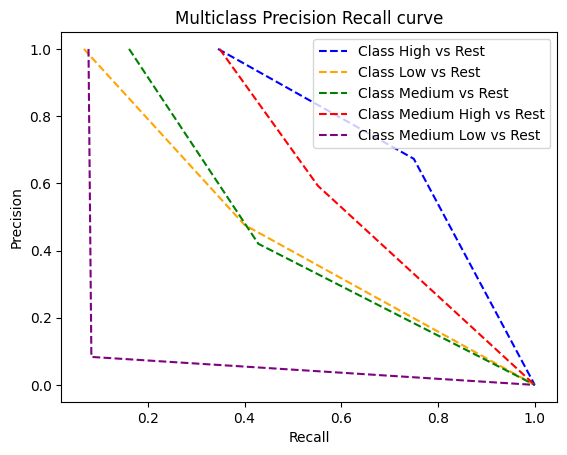 Multiclass Precision Recall curve
Class High vs Rest
Class Low vs Rest
Class Medium vs Rest
Class Medium High vs Rest
Class Medium Low vs Rest
Precision
1.0
0.8
0.6
0.4
0.2
0.0
0.2
0.4
0.6
0.8
1.0
Recall